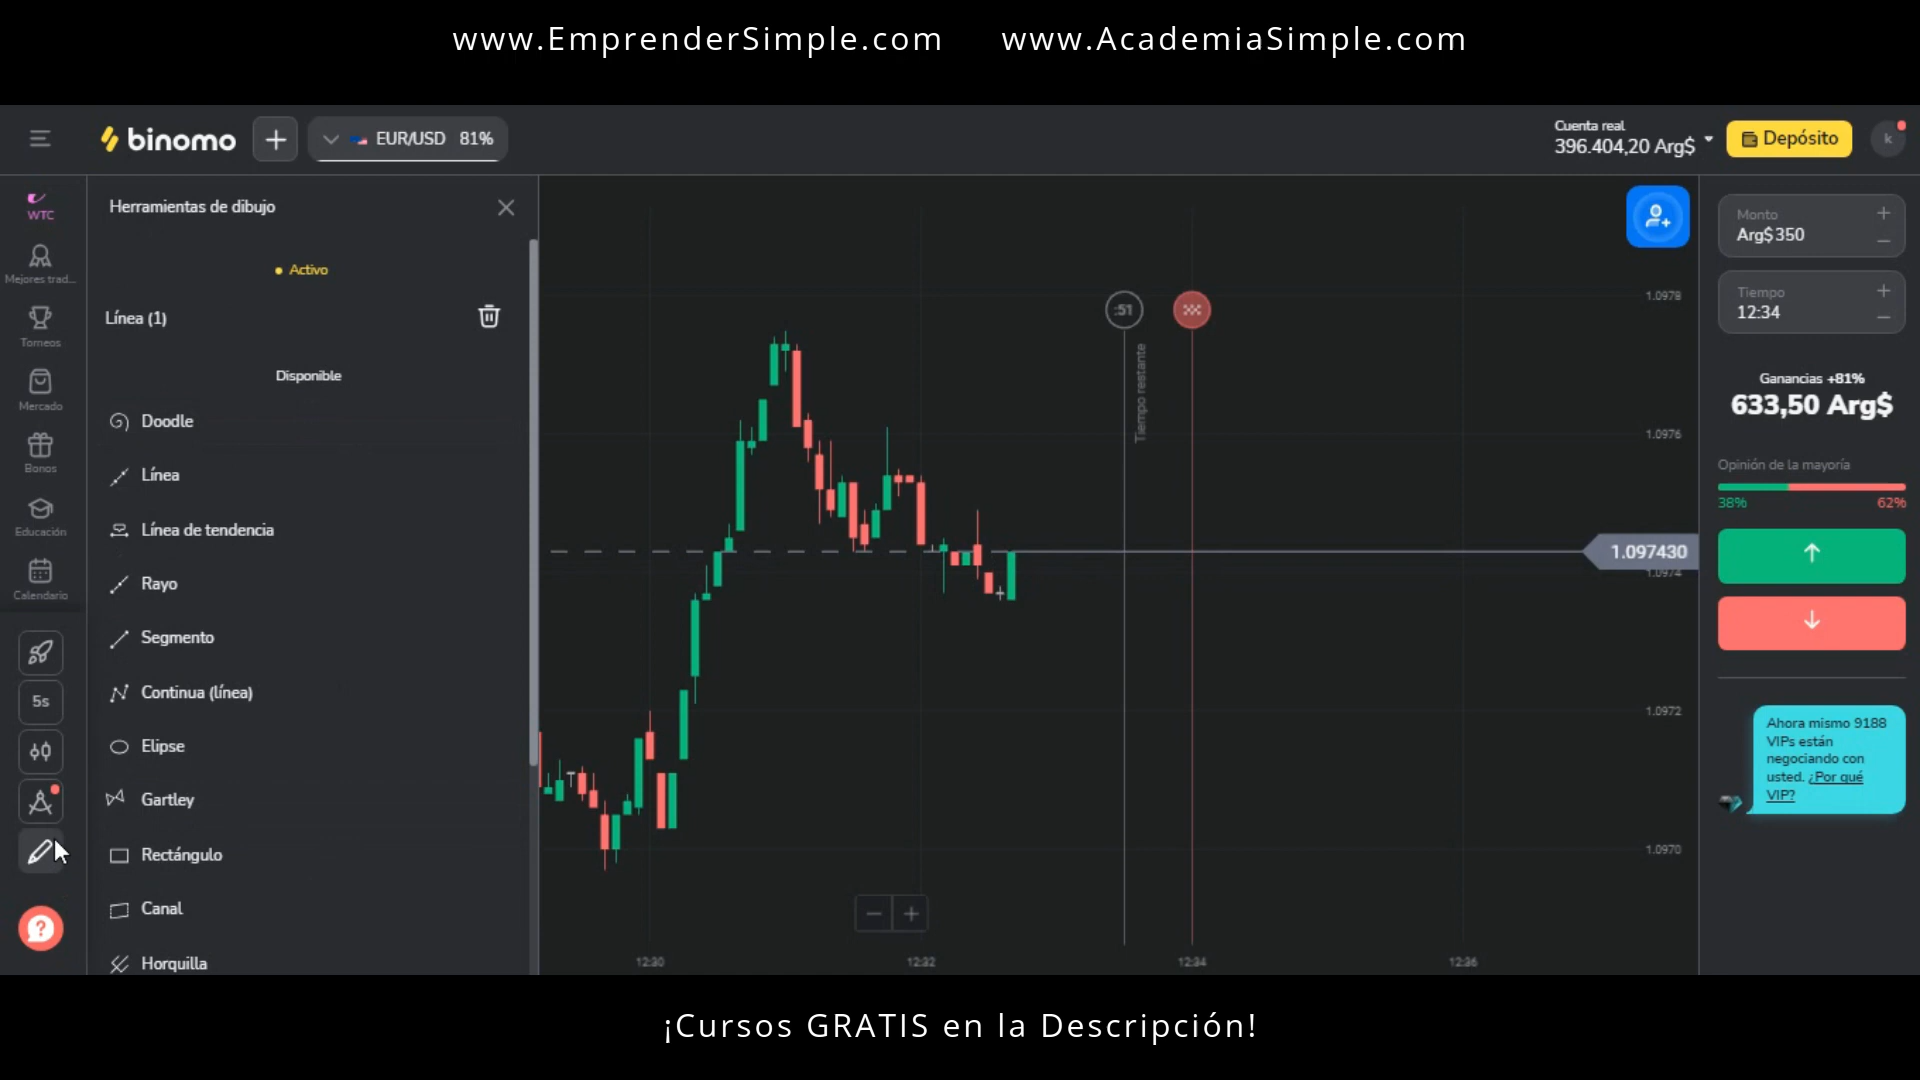 www.EmprenderSimple.com www.AcademiaSimple.com
binomo
EUR/USD 81%
Cuenta real
396.404,20 Arg$
Depósito
k
WTC
Mejores trad...
Torneos
Mercado
Bonos
Educación
Calendario
5s
Herramientas de dibujo
Activo
Línea (1)
Disponible
Doodle
Línea
Línea de tendencia
Rayo
Segmento
Continua (línea)
Elipse
Gartley
Rectángulo
Canal
Horquilla
:51
Tiempo restante
1.0978
1.0976
1.097430
1.0974
1.0972
1.0970
12:30
12:32
12:34
12:36
Monto
Arg$350
Tiempo
12:34
Ganancias +81%
633,50 Arg$
Opinión de la mayoría
38% 62%
Ahora mismo 9188
VIPs están
negociando con
usted. ¿Por qué
VIP?
¡Cursos GRATIS en la Descripción!